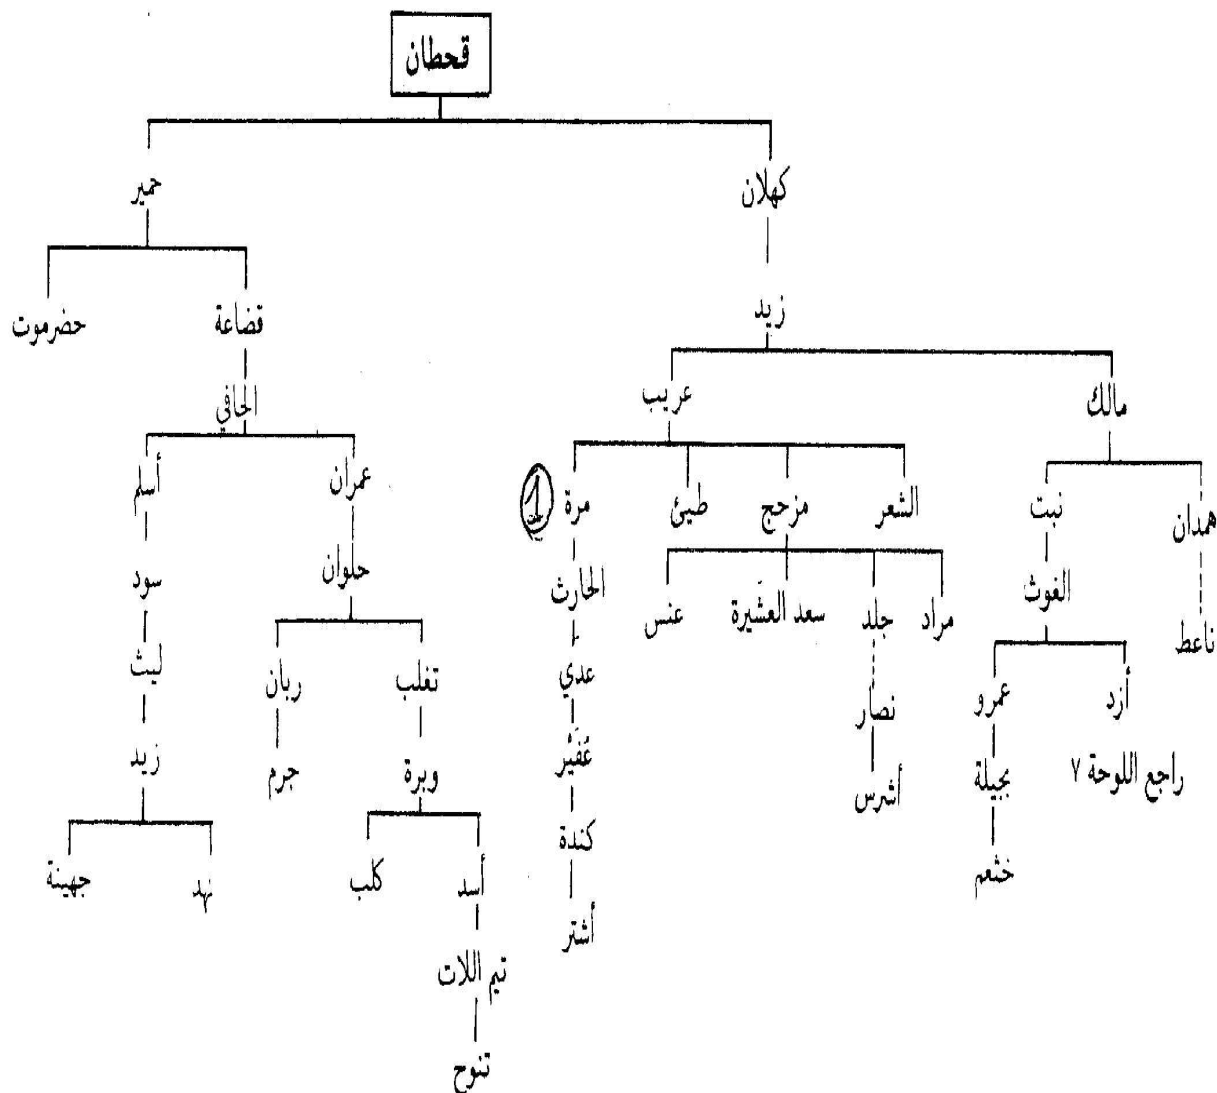 قحطان
كهلان
حمير
زيد
قضاعة
حضرموت
مالك
عريب
الحافي
همدان
نبت
الشعر
مزحج
طيئ
مرة
1
عمران
أسلم
ناعط
الغوث
مراد
جلد
سعد العشيرة
عنس
الحارث
حلوان
سود
أزد
عمرو
نصار
عدي
تغلب
ربان
ليث
راجع اللوحة ٧
بجيلة
أشرس
عُفَيْر
وبرة
جرم
زيد
خثعم
كندة
أسد
كلب
نهد
جهينة
أشتر
تيم اللات
تنوح